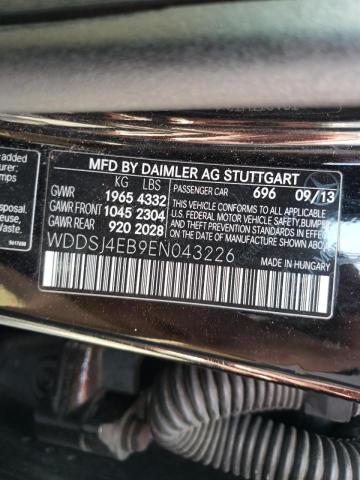 MFD BY DAIMLER AG STUTTGART
KG LBS
GVWR 1965 4332
GAWR FRONT 1045 2304
GAWR REAR 920 2028
PASSENGER CAR 696 09/13
THIS VEHICLE CONFORMS TO ALL
APPLICABLE U.S. FEDERAL
MOTOR VEHICLE SAFETY, BUMPER
AND THEFT PREVENTION
STANDARDS IN EFFECT ON THE
DATE OF MANUFACTURE SHOWN
ABOVE.
WDDSJ4EB9EN043226
MADE IN HUNGARY
-added
mps